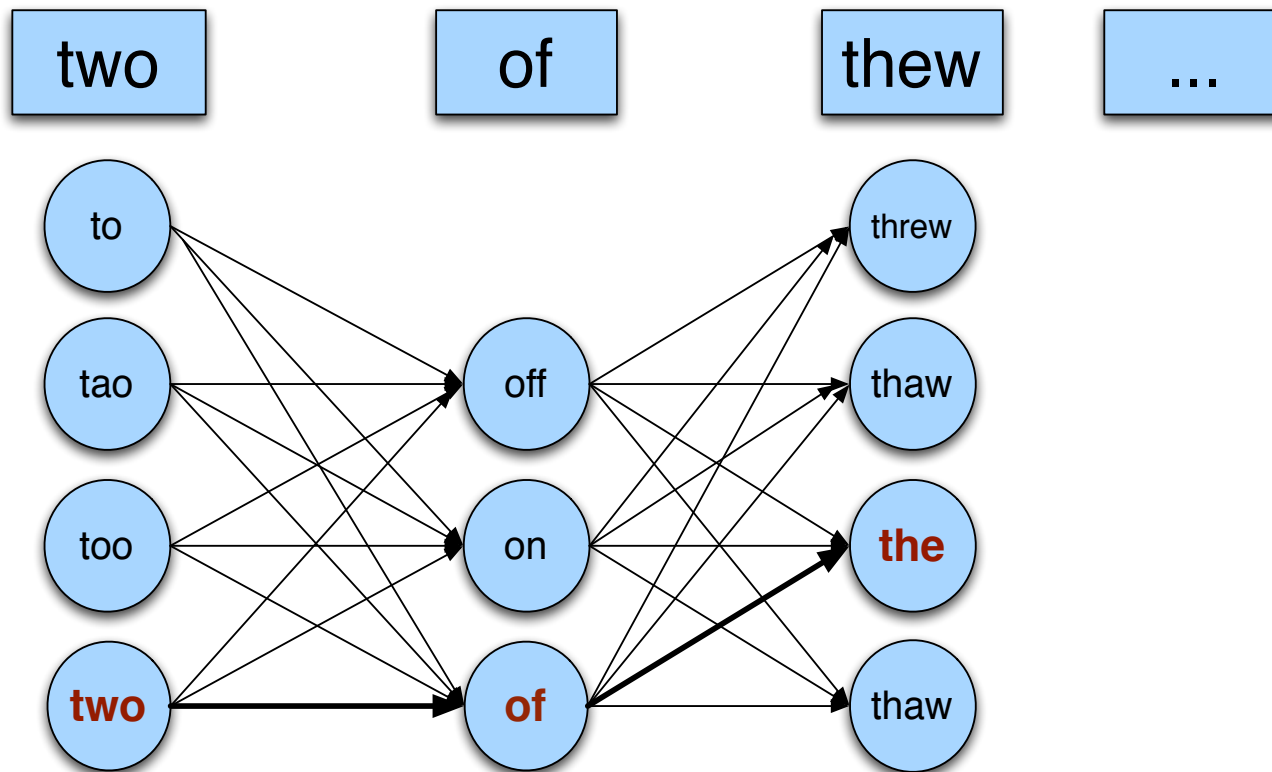 two of thew ...
to threw
tao off thaw
too on the
two of thaw